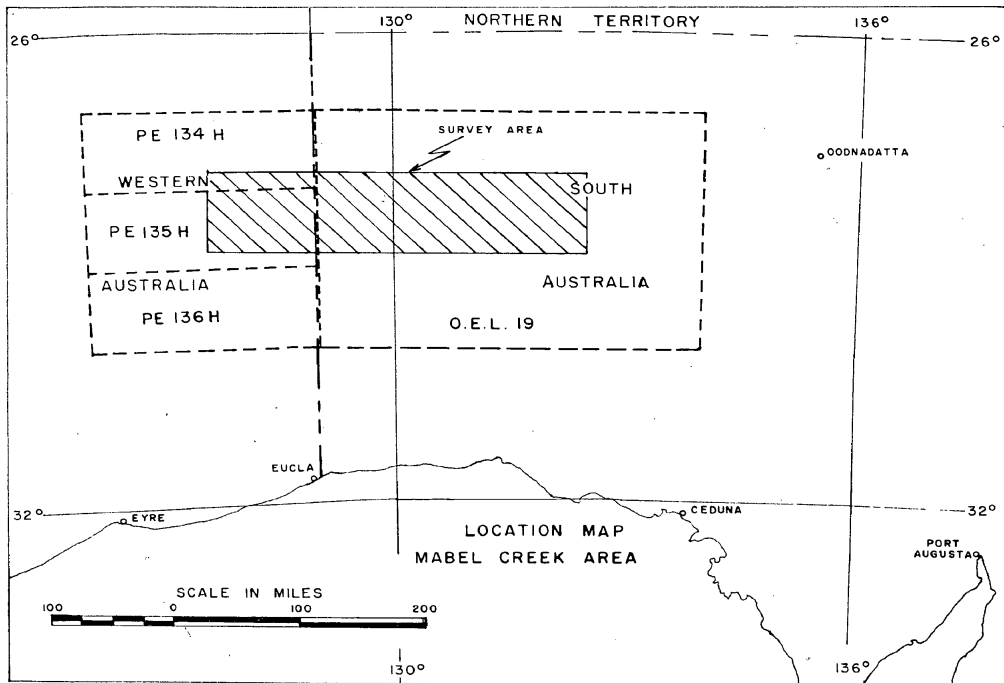 130° NORTHERN TERRITORY 136°
26° 26°
PE 134 H
SURVEY AREA
OODNADATTA
WESTERN SOUTH
PE 135 H
AUSTRALIA AUSTRALIA
PE 136 H O.E.L. 19
EUCLA
32° EYRE CEDUNA 32°
LOCATION MAP
MABEL CREEK AREA
PORT
AUGUSTA
SCALE IN MILES
100 0 100 200
130° 136°